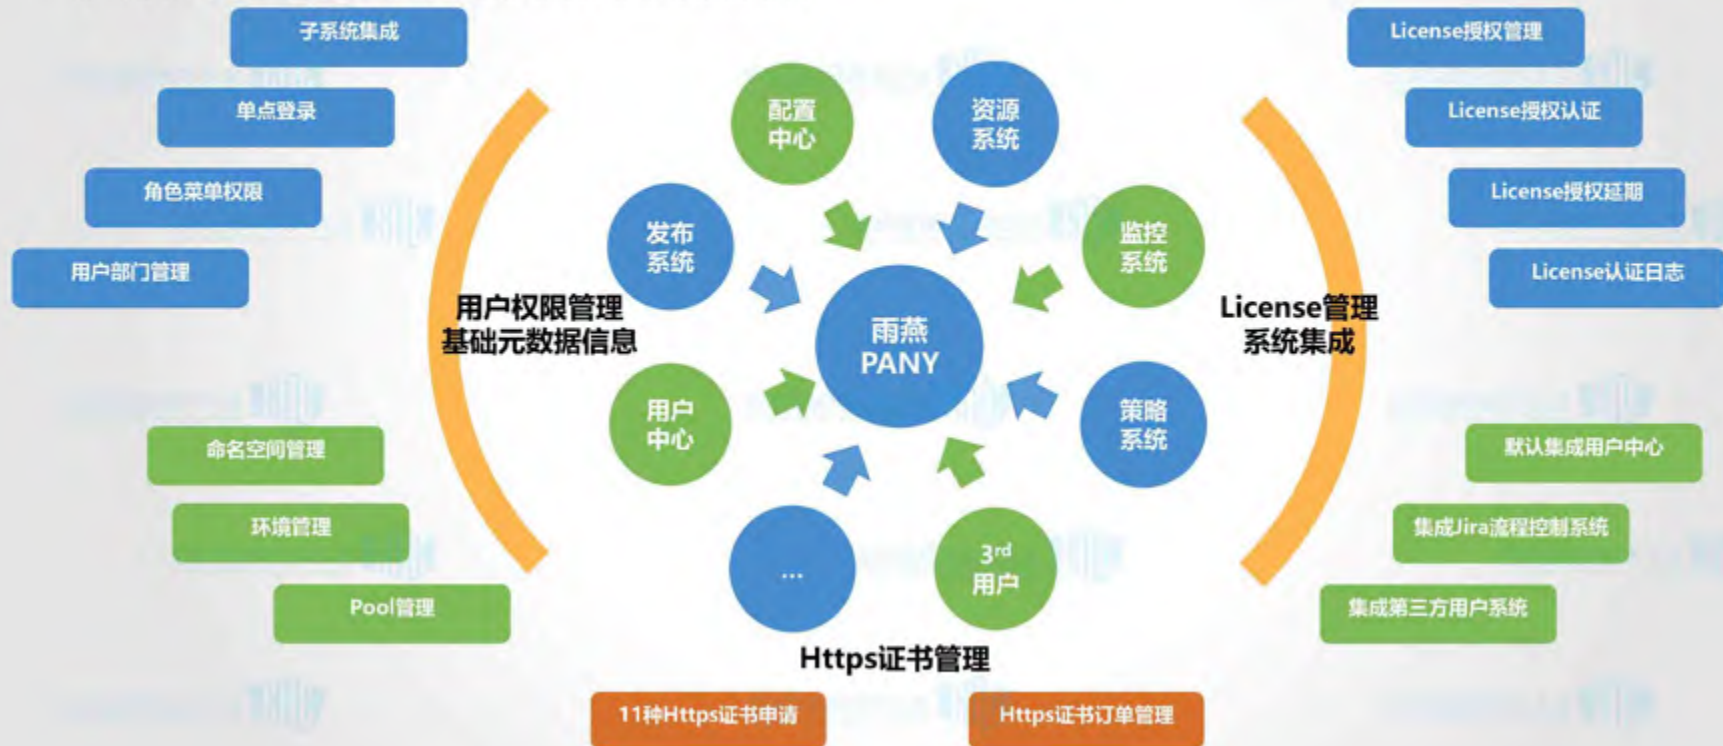 子系统集成
单点登录
角色菜单权限
用户部门管理
用户权限管理
基础元数据信息
命名空间管理
环境管理
Pool管理
配置
中心
资源
系统
发布
系统
监控
系统
雨燕
PANY
用户
中心
策略
系统
...
3rd
用户
License管理
系统集成
License授权管理
License授权认证
License授权延期
License认证日志
默认集成用户中心
集成Jira流程控制系统
集成第三方用户系统
Https证书管理
11种Https证书申请
Https证书订单管理